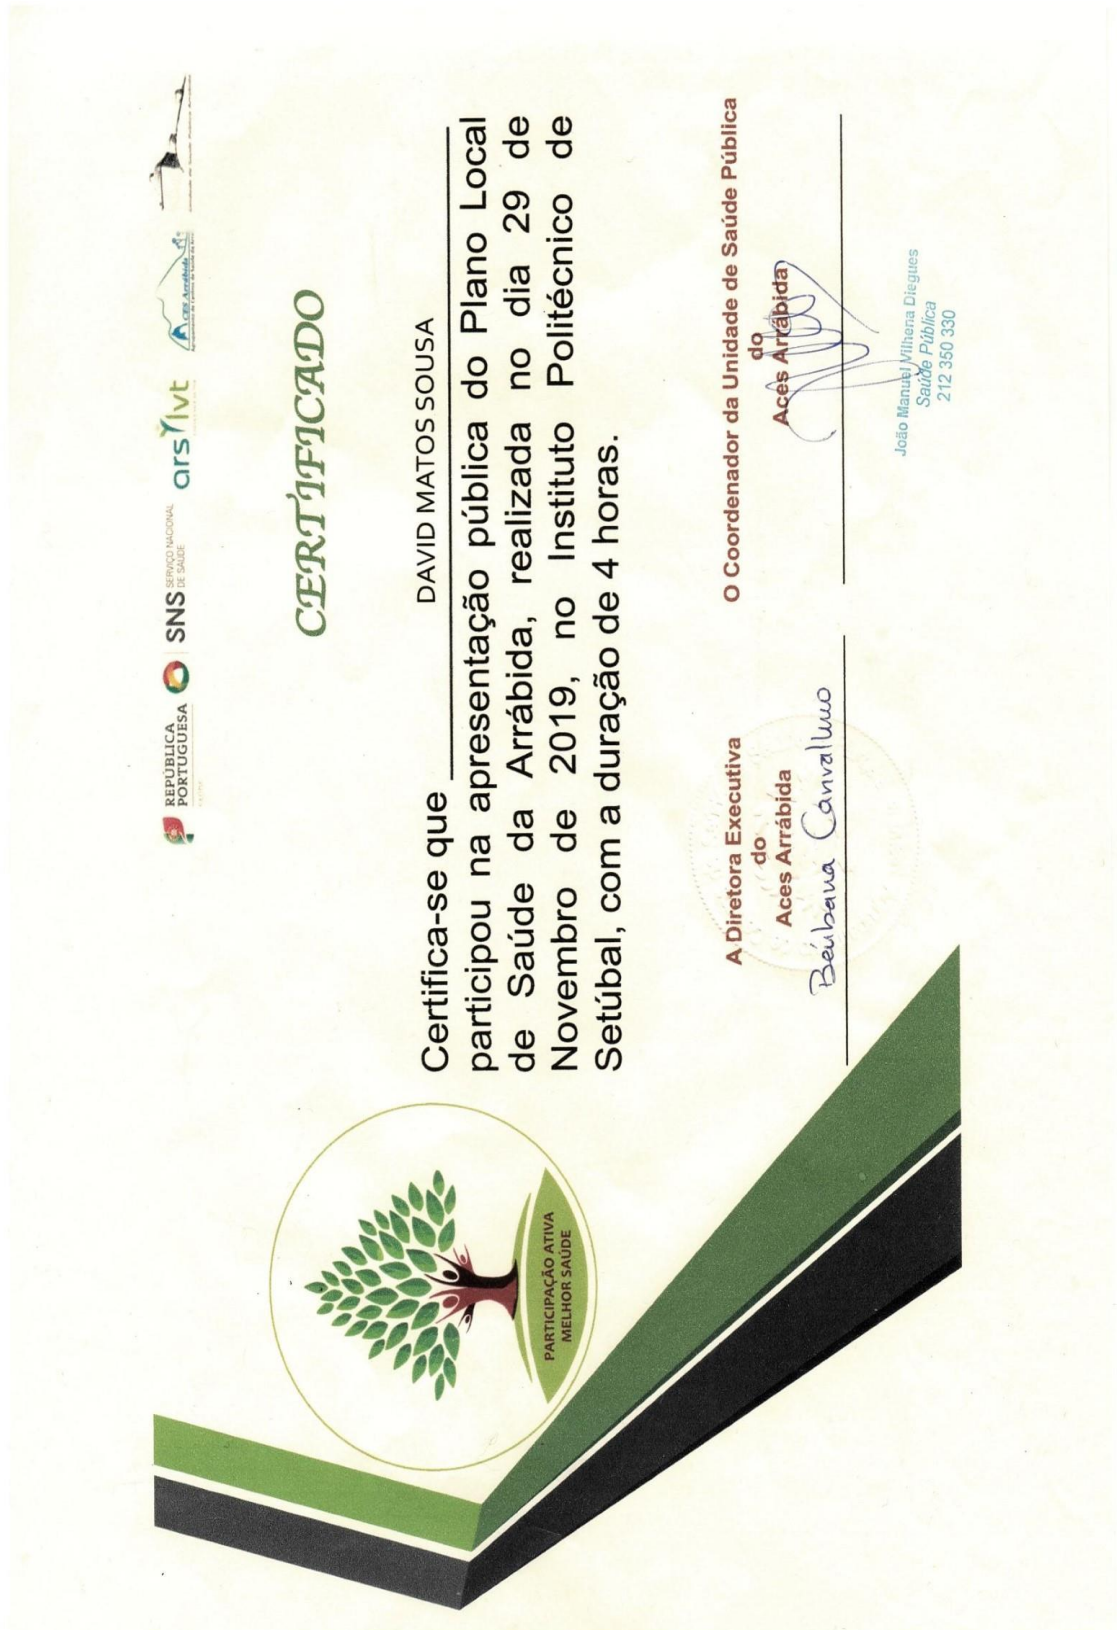 REPÚBLICA
PORTUGUESA
SNS SERVIÇO NACIONAL
DE SAÚDE
ars lvt
ACES Arrábida
CERTIFICADO
PARTICIPAÇÃO ATIVA
MELHOR SAÚDE
Certifica-se que DAVID MATOS SOUSA
participou na apresentação pública do Plano Local
de Saúde da Arrábida, realizada no dia 29 de
Novembro de 2019, no Instituto Politécnico de
Setúbal, com a duração de 4 horas.
A Diretora Executiva
do
Aces Arrábida
O Coordenador da Unidade de Saúde Pública
do
Aces Arrábida
João Manuel Vilhena Diegues
Saúde Pública
212 350 330